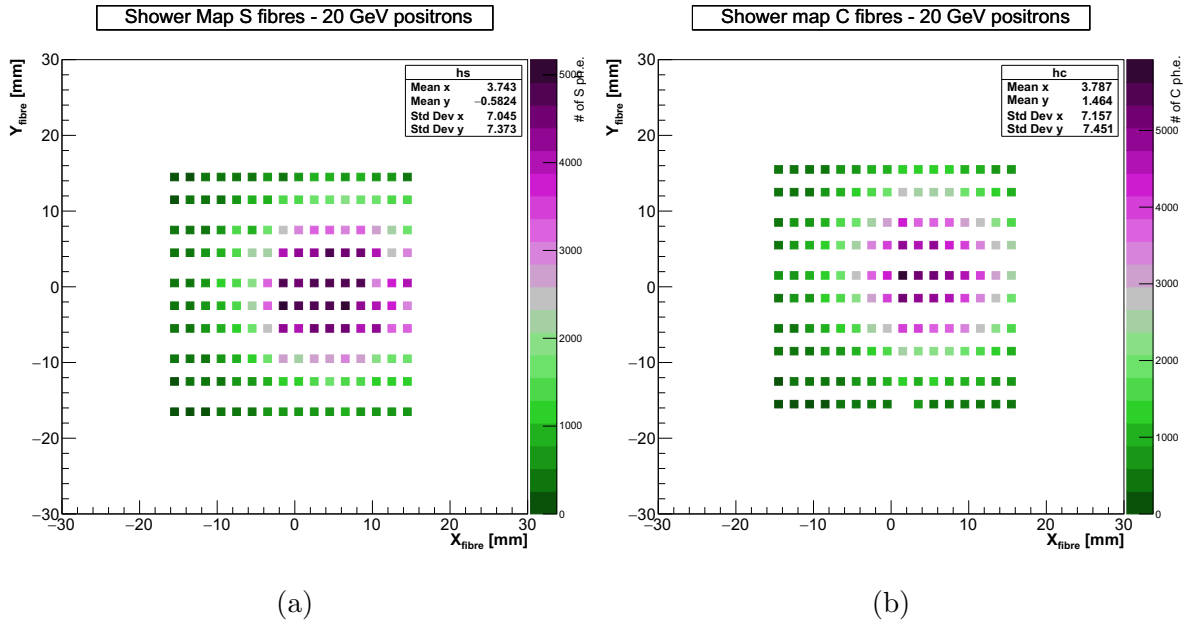 Shower Map S fibres - 20 GeV positrons
Y_fibre [mm]
30
20
10
0
−10
−20
−30
−30
−20
−10
0
10
20
30
X_fibre [mm]
hs
Mean x 3.743
Mean y −0.5824
Std Dev x 7.045
Std Dev y 7.373
# of S ph.e.
5000
4000
3000
2000
1000
0
(a)
Shower map C fibres - 20 GeV positrons
Y_fibre [mm]
30
20
10
0
−10
−20
−30
−30
−20
−10
0
10
20
30
X_fibre [mm]
hc
Mean x 3.787
Mean y 1.464
Std Dev x 7.157
Std Dev y 7.451
# of C ph.e.
5000
4000
3000
2000
1000
0
(b)